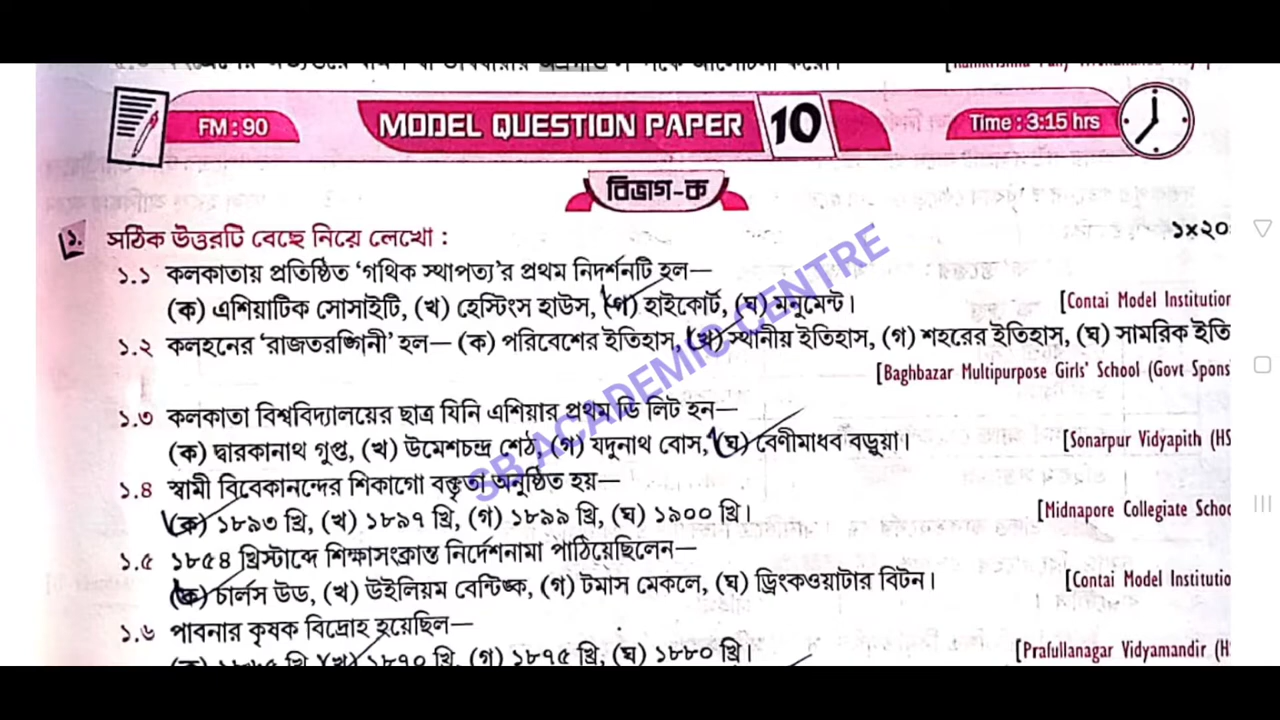 FM : 90
MODEL QUESTION PAPER 10
Time : 3:15 hrs
বিভাগ-ক
১. সঠিক উত্তরটি বেছে নিয়ে লেখো : ১×২০
১.১ কলকাতায় প্রতিষ্ঠিত ‘গথিক স্থাপত্য’র প্রথম নিদর্শনটি হল—
(ক) এশিয়াটিক সোসাইটি, (খ) হেস্টিংস হাউস, (গ) হাইকোর্ট, (ঘ) মনুমেন্ট। [Contai Model Institution
১.২ কলহনের ‘রাজতরঙ্গিনী’ হল— (ক) পরিবেশের ইতিহাস, (খ) স্থানীয় ইতিহাস, (গ) শহরের ইতিহাস, (ঘ) সামরিক ইতি
[Baghbazar Multipurpose Girls' School (Govt Spons
১.৩ কলকাতা বিশ্ববিদ্যালয়ের ছাত্র যিনি এশিয়ার প্রথম ডি লিট হন—
(ক) দ্বারকানাথ গুপ্ত, (খ) উমেশচন্দ্র শেঠ, (গ) যদুনাথ বোস, (ঘ) বেণীমাধব বড়ুয়া। [Sonarpur Vidyapith (HS
১.৪ স্বামী বিবেকানন্দের শিকাগো বক্তৃতা অনুষ্ঠিত হয়—
(ক) ১৮৯৩ খ্রি, (খ) ১৮৯৭ খ্রি, (গ) ১৮৯৯ খ্রি, (ঘ) ১৯০০ খ্রি। [Midnapore Collegiate Schoo
১.৫ ১৮৫৪ খ্রিস্টাব্দে শিক্ষাসংক্রান্ত নির্দেশনামা পাঠিয়েছিলেন—
(ক) চার্লস উড, (খ) উইলিয়ম বেন্টিঙ্ক, (গ) টমাস মেকলে, (ঘ) ড্রিংকওয়াটার বিটন। [Contai Model Institutio
১.৬ পাবনার কৃষক বিদ্রোহ হয়েছিল—
(খ) ১৮৭০ খ্রি, (গ) ১৮৭৫ খ্রি, (ঘ) ১৮৮০ খ্রি। [Prafullanagar Vidyamandir (H
SB ACADEMIC CENTRE